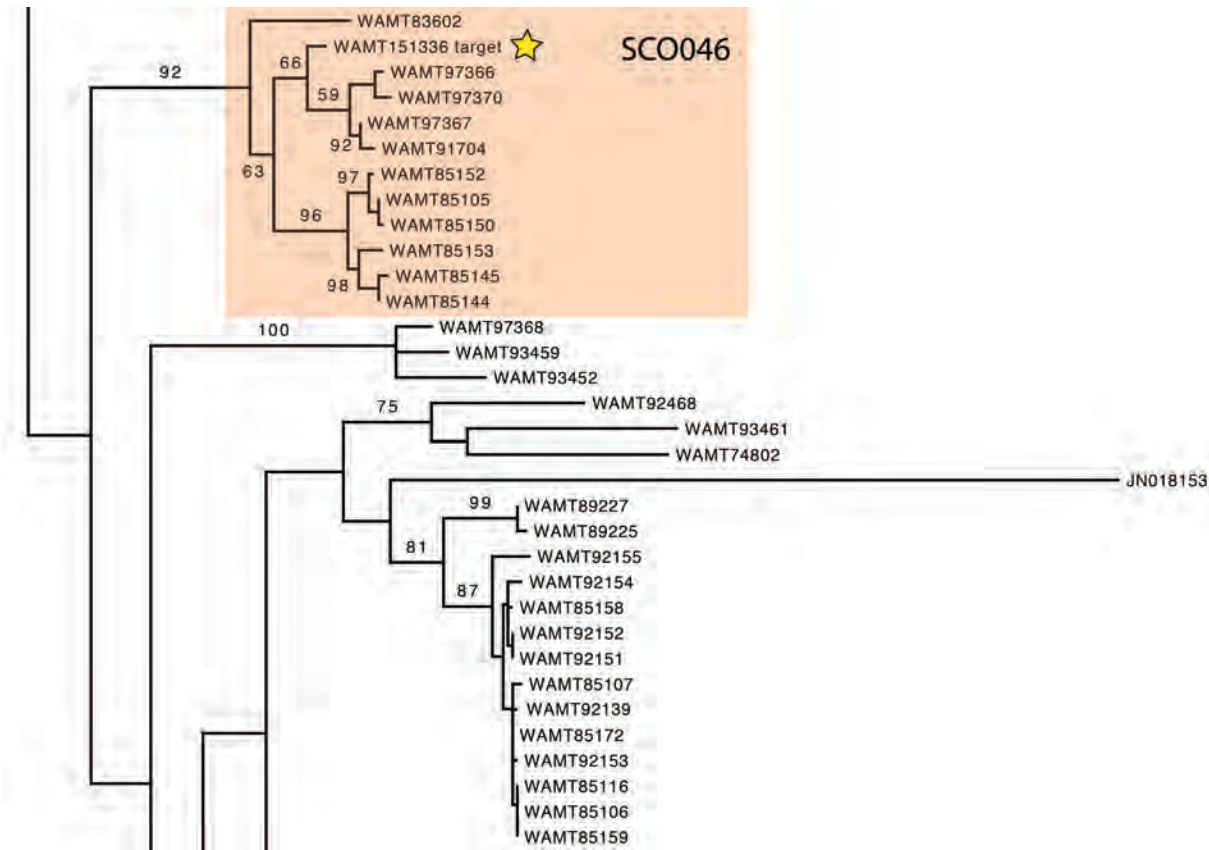 WAMT83602
WAMT151336 target
SCO046
92
66
WAMT97366
59
WAMT97370
WAMT97367
92
WAMT91704
63
97
WAMT85152
WAMT85105
96
WAMT85150
WAMT85153
WAMT85145
98
WAMT85144
100
WAMT97368
WAMT93459
WAMT93452
75
WAMT92468
WAMT93461
WAMT74802
JN018153
99
WAMT89227
WAMT89225
81
WAMT92155
WAMT92154
87
WAMT85158
WAMT92152
WAMT92151
WAMT85107
WAMT92139
WAMT85172
WAMT92153
WAMT85116
WAMT85106
WAMT85159